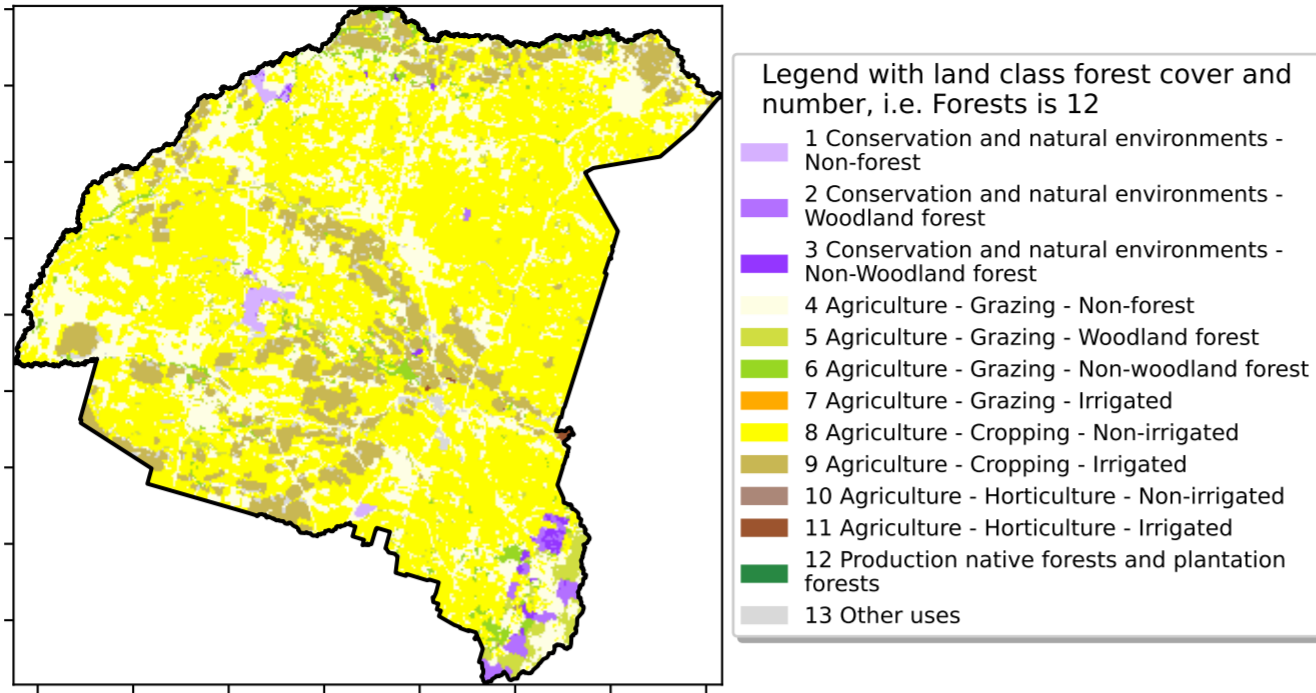 Legend with land class forest cover and
number, i.e. Forests is 12
1 Conservation and natural environments -
Non-forest
2 Conservation and natural environments -
Woodland forest
3 Conservation and natural environments -
Non-Woodland forest
4 Agriculture - Grazing - Non-forest
5 Agriculture - Grazing - Woodland forest
6 Agriculture - Grazing - Non-woodland forest
7 Agriculture - Grazing - Irrigated
8 Agriculture - Cropping - Non-irrigated
9 Agriculture - Cropping - Irrigated
10 Agriculture - Horticulture - Non-irrigated
11 Agriculture - Horticulture - Irrigated
12 Production native forests and plantation
forests
13 Other uses